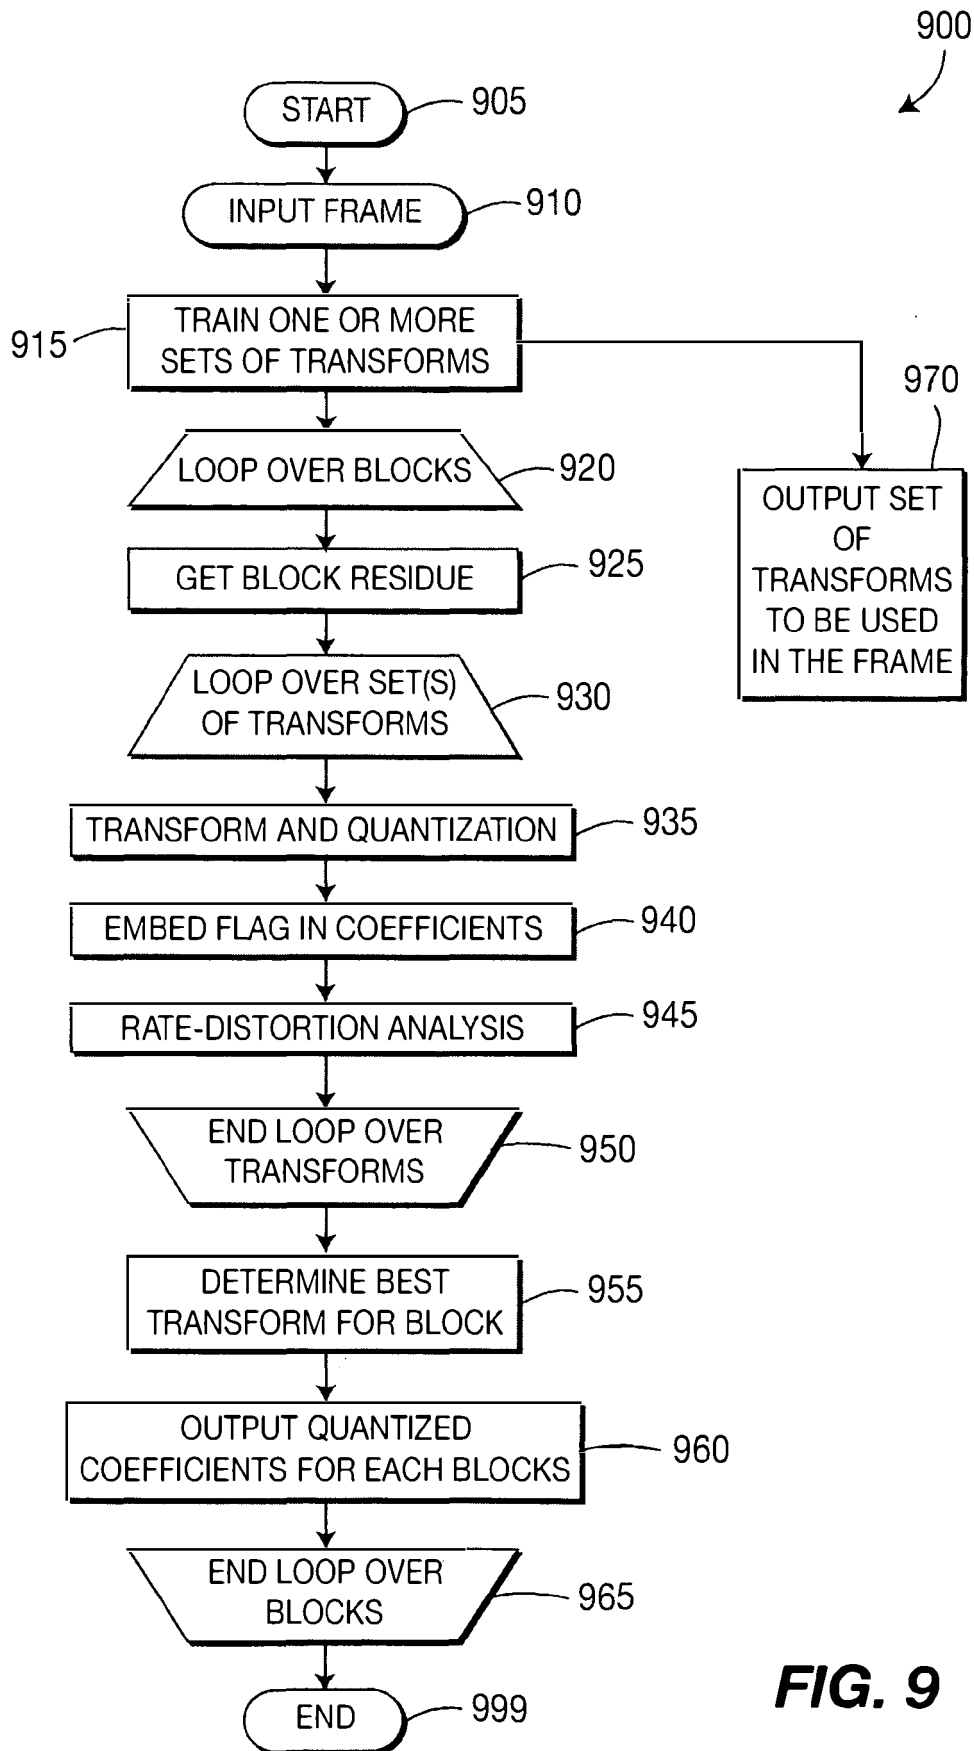 900
START
905
INPUT FRAME
910
915
TRAIN ONE OR MORE
SETS OF TRANSFORMS
970
OUTPUT SET
OF
TRANSFORMS
TO BE USED
IN THE FRAME
LOOP OVER BLOCKS
920
GET BLOCK RESIDUE
925
LOOP OVER SET(S)
OF TRANSFORMS
930
TRANSFORM AND QUANTIZATION
935
EMBED FLAG IN COEFFICIENTS
940
RATE-DISTORTION ANALYSIS
945
END LOOP OVER
TRANSFORMS
950
DETERMINE BEST
TRANSFORM FOR BLOCK
955
OUTPUT QUANTIZED
COEFFICIENTS FOR EACH BLOCKS
960
END LOOP OVER
BLOCKS
965
END
999
FIG. 9